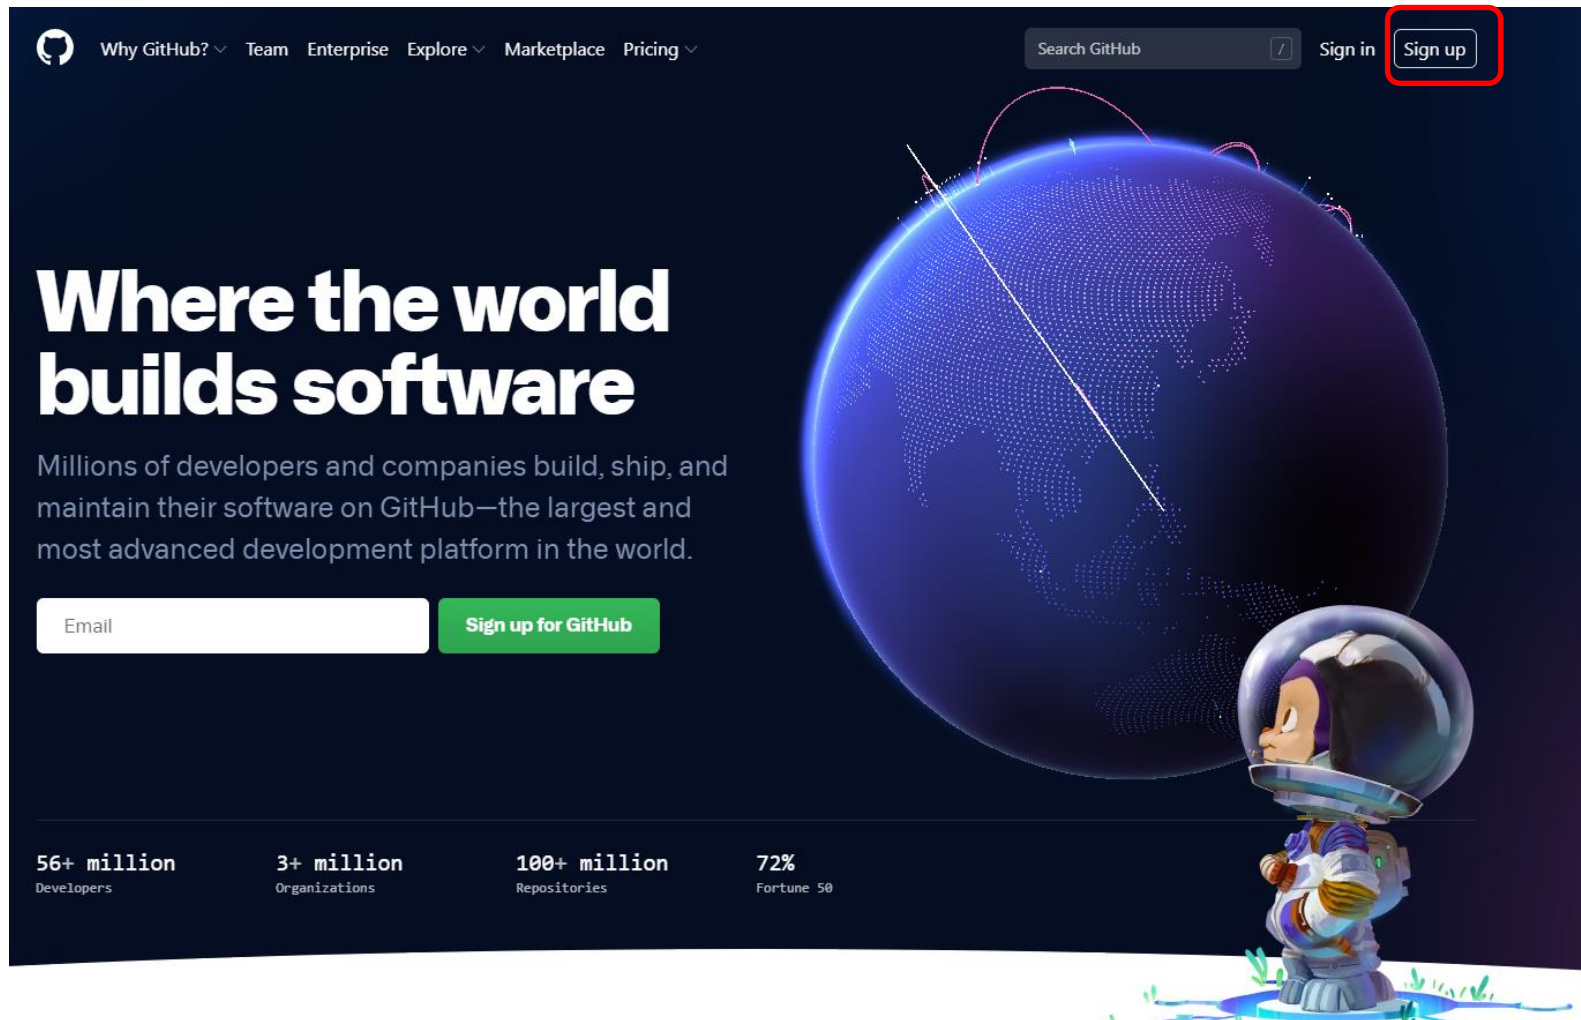 Why GitHub? Team Enterprise Explore Marketplace Pricing Search GitHub / Sign in Sign up
Where the world
builds software
Millions of developers and companies build, ship, and
maintain their software on GitHub—the largest and
most advanced development platform in the world.
Email Sign up for GitHub
56+ million 3+ million 100+ million 72%
Developers Organizations Repositories Fortune 50